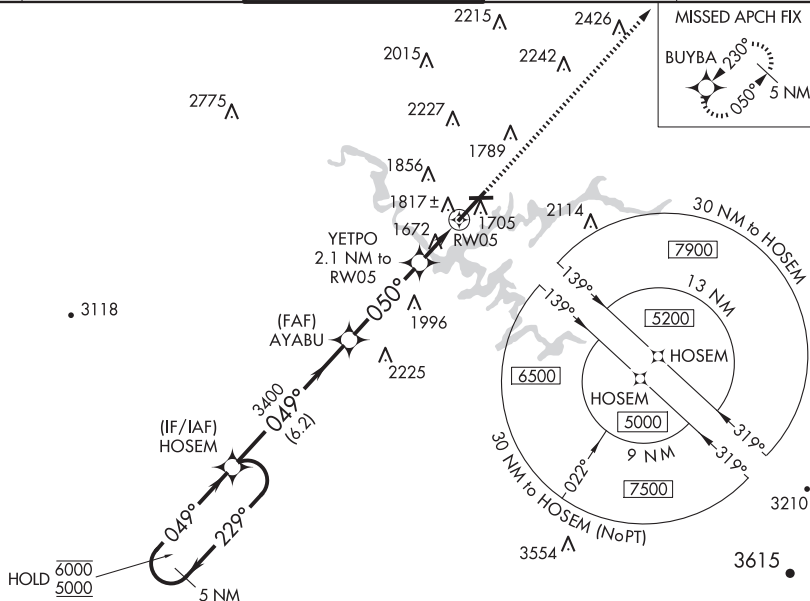 2215
2426
MISSED APCH FIX
2015
2242
BUYBA
230°
050°
5 NM
2775
2227
1789
1856
1817 ±
1705
2114
1672
RW05
YETPO
2.1 NM to
RW05
30 NM to HOSEM
7900
139°
13 NM
139°
5200
050°
3118
1996
(FAF)
AYABU
HOSEM
2225
6500
HOSEM
3400
049°
(6.2)
(IF/IAF)
HOSEM
5000
319°
9 NM
319°
022°
30 NM to HOSEM (NoPT)
7500
3210
049°
229°
3554
3615
HOLD 6000
5000
5 NM